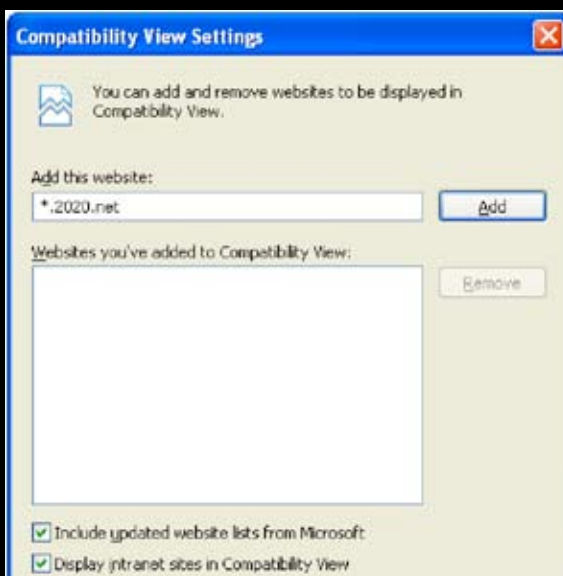 Compatibility View Settings
You can add and remove websites to be displayed in
Compatibility View.
Add this website:
*.2020.net
Add
Websites you've added to Compatibility View:
Remove
Include updated website lists from Microsoft
Display intranet sites in Compatibility View